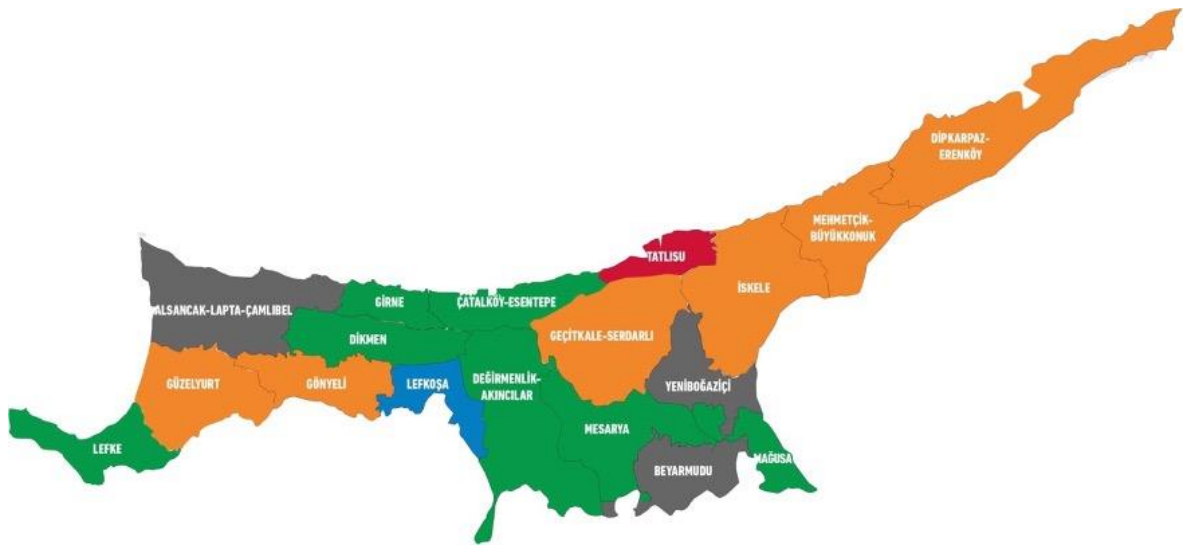 DİPKARPAZ-
ERENKÖY
MEHMETÇİK-
BÜYÜKKONUK
TATLISU
İSKELE
ALSANCAK-LAPTA-ÇAMLIBEL
GİRNE
ÇATALKÖY-ESENTEPE
DİKMEN
GEÇİTKALE-SERDARLI
GÜZELYURT
GÖNYELİ
LEFKOŞA
DEĞİRMENLİK-
AKINCILAR
YENİBOĞAZİÇİ
MESARYA
LEFKE
BEYARMUDU
MAĞUSA